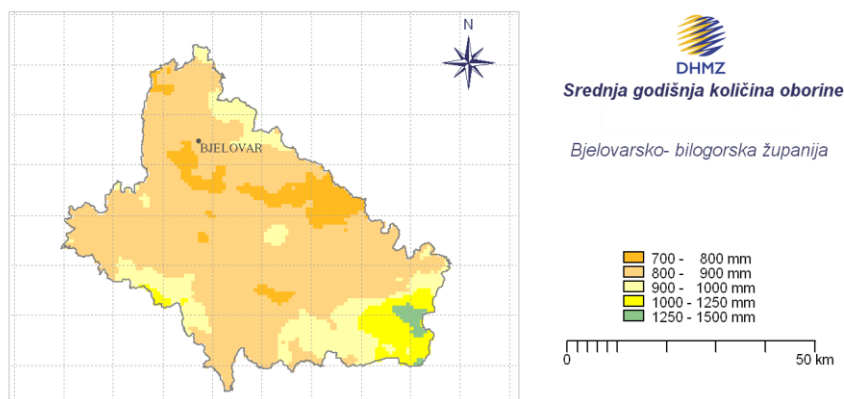 N
BJELOVAR
DHMZ
Srednja godišnja količina oborine
Bjelovarsko- bilogorska županija
700 - 800 mm
800 - 900 mm
900 - 1000 mm
1000 - 1250 mm
1250 - 1500 mm
0 50 km